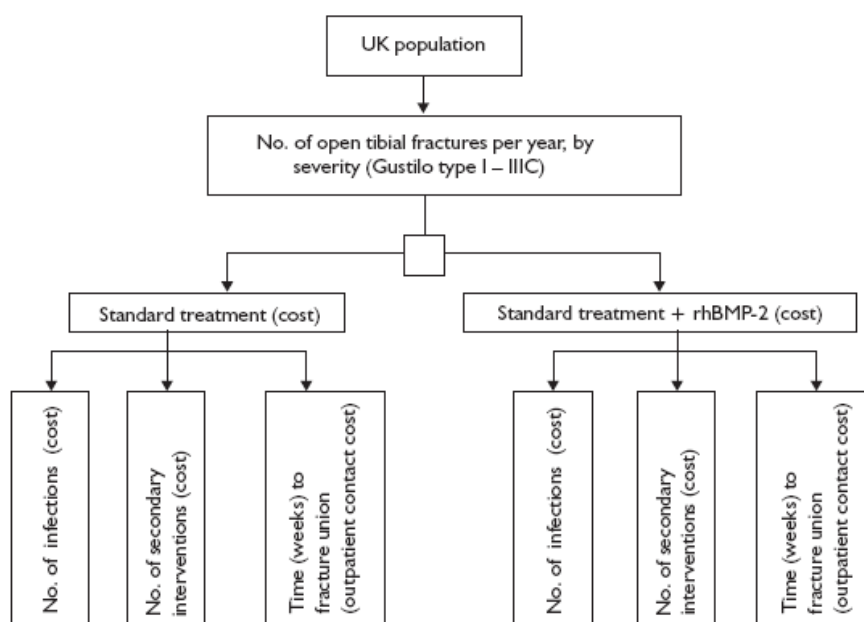 UK population
No. of open tibial fractures per year, by
severity (Gustilo type I – IIIC)
Standard treatment (cost)
Standard treatment + rhBMP-2 (cost)
No. of infections (cost)
No. of secondary
interventions (cost)
Time (weeks) to
fracture union
(outpatient contact cost)
No. of infections (cost)
No. of secondary
interventions (cost)
Time (weeks) to
fracture union
(outpatient contact cost)